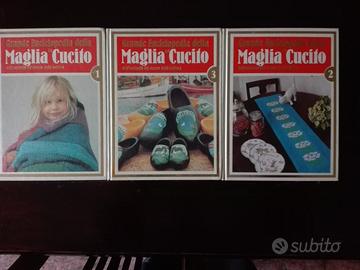 Grande Enciclopedia della
Maglia Cucito
1
Grande Enciclopedia della
Maglia Cucito
3
Grande Enciclopedia della
Maglia Cucito
2
subito